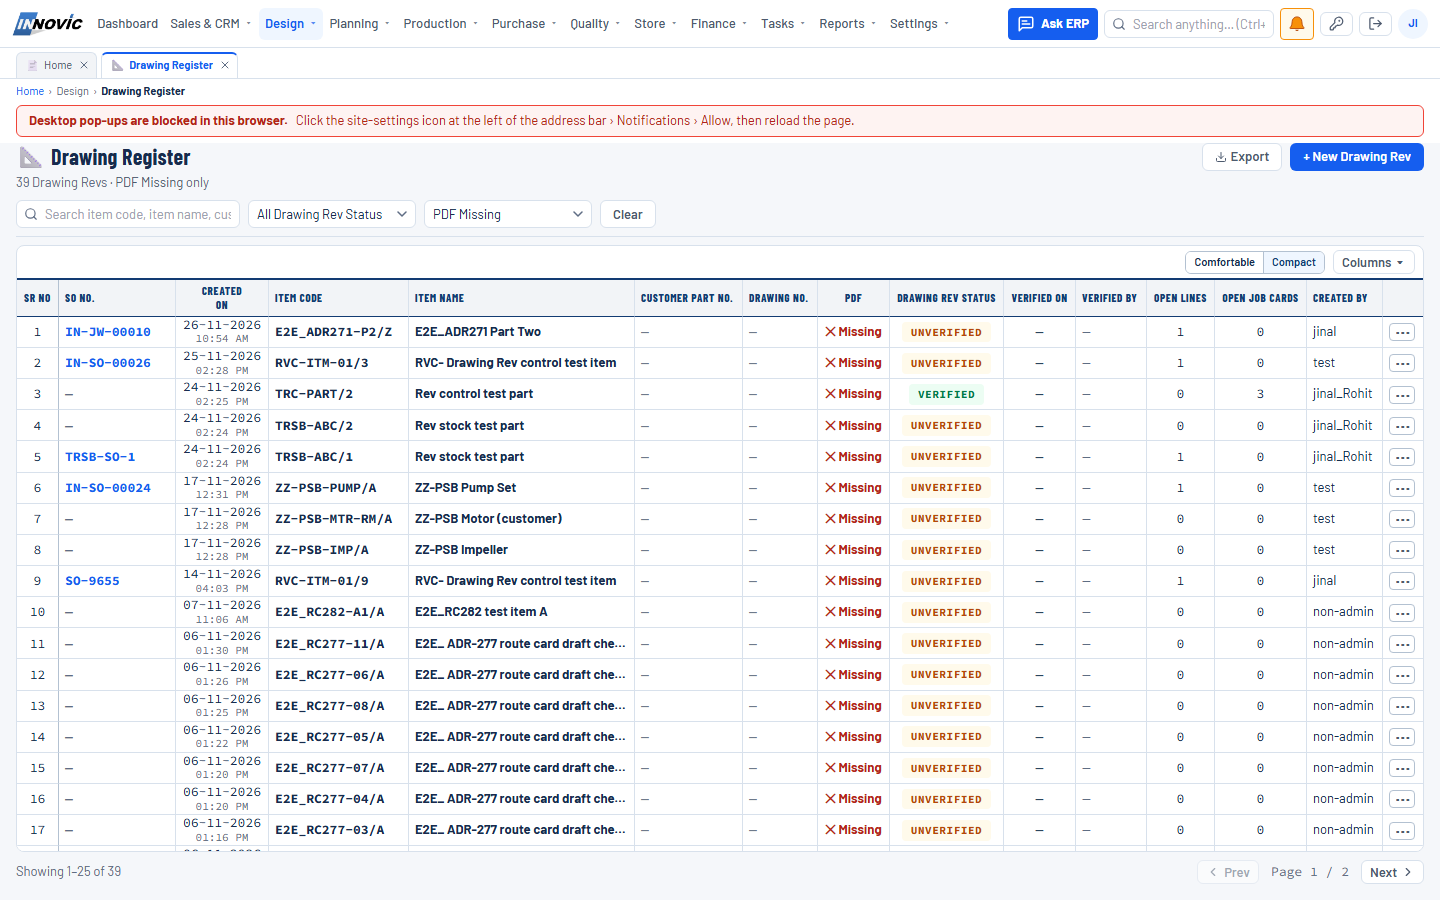 INNOVIC Dashboard Sales & CRM Design Planning Production Purchase Quality Store Finance Tasks Reports Settings Ask ERP Search anything... (Ctrl+ JI
Home Drawing Register
Home › Design › Drawing Register
Desktop pop-ups are blocked in this browser. Click the site-settings icon at the left of the address bar › Notifications › Allow, then reload the page.
Drawing Register Export + New Drawing Rev
39 Drawing Revs · PDF Missing only
Search item code, item name, cus All Drawing Rev Status PDF Missing Clear
Comfortable Compact Columns
SR NO SO NO. CREATED ON ITEM CODE ITEM NAME CUSTOMER PART NO. DRAWING NO. PDF DRAWING REV STATUS VERIFIED ON VERIFIED BY OPEN LINES OPEN JOB CARDS CREATED BY
1 IN-JW-00010 26-11-2026 10:54 AM E2E_ADR271-P2/Z E2E_ADR271 Part Two — — Missing UNVERIFIED — — 1 0 jinal
2 IN-SO-00026 25-11-2026 02:28 PM RVC-ITM-01/3 RVC- Drawing Rev control test item — — Missing UNVERIFIED — — 1 0 test
3 — 24-11-2026 02:25 PM TRC-PART/2 Rev control test part — — Missing VERIFIED — — 0 3 jinal_Rohit
4 — 24-11-2026 02:24 PM TRSB-ABC/2 Rev stock test part — — Missing UNVERIFIED — — 0 0 jinal_Rohit
5 TRSB-SO-1 24-11-2026 02:24 PM TRSB-ABC/1 Rev stock test part — — Missing UNVERIFIED — — 1 0 jinal_Rohit
6 IN-SO-00024 17-11-2026 12:31 PM ZZ-PSB-PUMP/A ZZ-PSB Pump Set — — Missing UNVERIFIED — — 1 0 test
7 — 17-11-2026 12:28 PM ZZ-PSB-MTR-RM/A ZZ-PSB Motor (customer) — — Missing UNVERIFIED — — 0 0 test
8 — 17-11-2026 12:28 PM ZZ-PSB-IMP/A ZZ-PSB Impeller — — Missing UNVERIFIED — — 0 0 test
9 SO-9655 14-11-2026 04:03 PM RVC-ITM-01/9 RVC- Drawing Rev control test item — — Missing UNVERIFIED — — 1 0 jinal
10 — 07-11-2026 11:06 AM E2E_RC282-A1/A E2E_RC282 test item A — — Missing UNVERIFIED — — 0 0 non-admin
11 — 06-11-2026 01:30 PM E2E_RC277-11/A E2E_ ADR-277 route card draft che... — — Missing UNVERIFIED — — 0 0 non-admin
12 — 06-11-2026 01:26 PM E2E_RC277-06/A E2E_ ADR-277 route card draft che... — — Missing UNVERIFIED — — 0 0 non-admin
13 — 06-11-2026 01:25 PM E2E_RC277-08/A E2E_ ADR-277 route card draft che... — — Missing UNVERIFIED — — 0 0 non-admin
14 — 06-11-2026 01:22 PM E2E_RC277-05/A E2E_ ADR-277 route card draft che... — — Missing UNVERIFIED — — 0 0 non-admin
15 — 06-11-2026 01:20 PM E2E_RC277-07/A E2E_ ADR-277 route card draft che... — — Missing UNVERIFIED — — 0 0 non-admin
16 — 06-11-2026 01:20 PM E2E_RC277-04/A E2E_ ADR-277 route card draft che... — — Missing UNVERIFIED — — 0 0 non-admin
17 — 06-11-2026 01:16 PM E2E_RC277-03/A E2E_ ADR-277 route card draft che... — — Missing UNVERIFIED — — 0 0 non-admin
Showing 1–25 of 39 Prev Page 1 / 2 Next